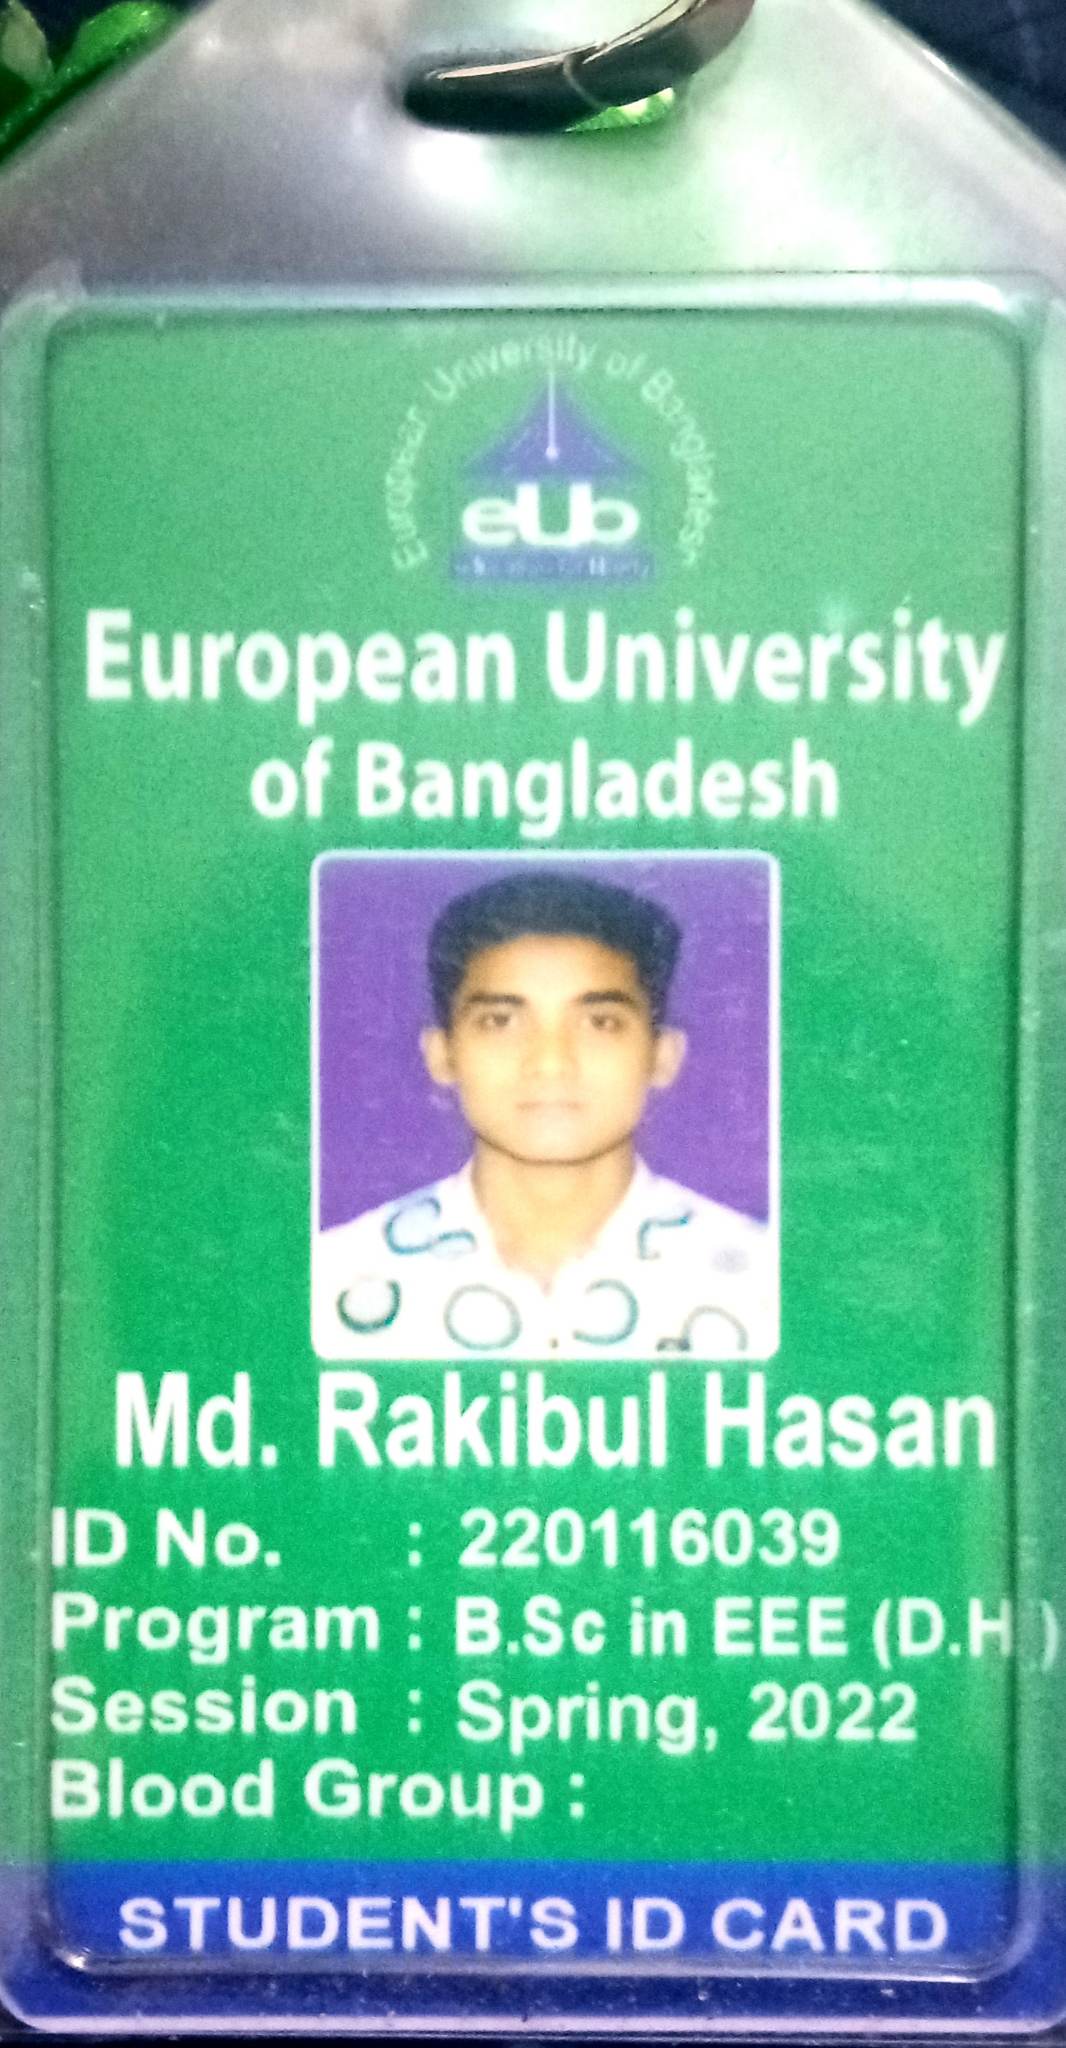 European University of Bangladesh
eUb
European University
of Bangladesh
Md. Rakibul Hasan
ID No. : 220116039
Program : B.Sc in EEE (D.H )
Session : Spring, 2022
Blood Group :
STUDENT'S ID CARD